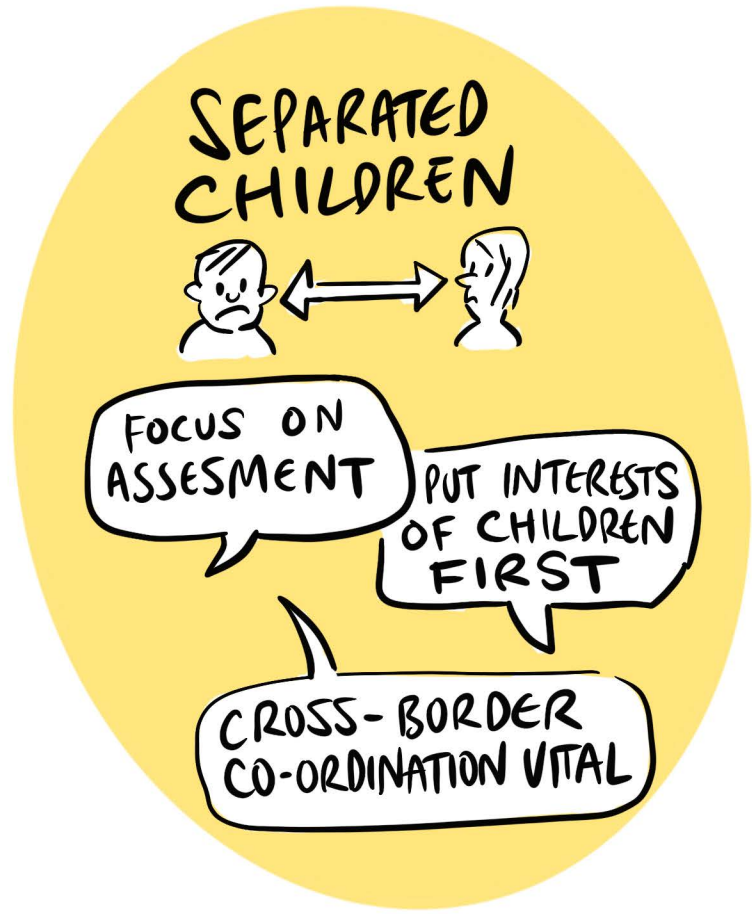 SEPARATED
CHILDREN
FOCUS ON
ASSESMENT
PUT INTERESTS
OF CHILDREN
FIRST
CROSS-BORDER
CO-ORDINATION VITAL